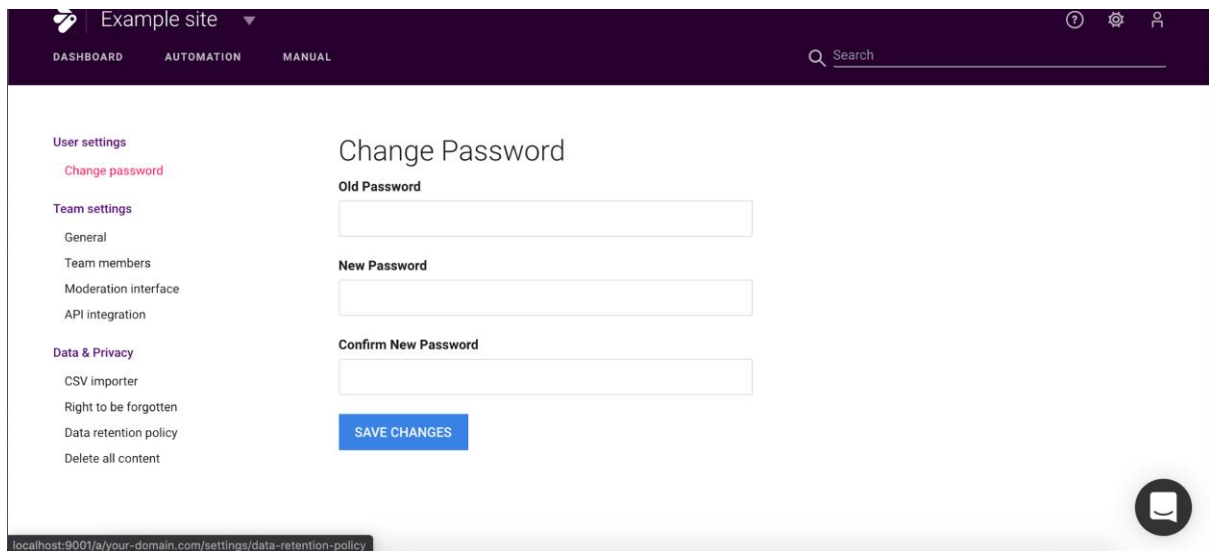 Example site
DASHBOARD AUTOMATION MANUAL Search
User settings
Change password
Team settings
General
Team members
Moderation interface
API integration
Data & Privacy
CSV importer
Right to be forgotten
Data retention policy
Delete all content
Change Password
Old Password
New Password
Confirm New Password
SAVE CHANGES
localhost:9001/a/your-domain.com/settings/data-retention-policy